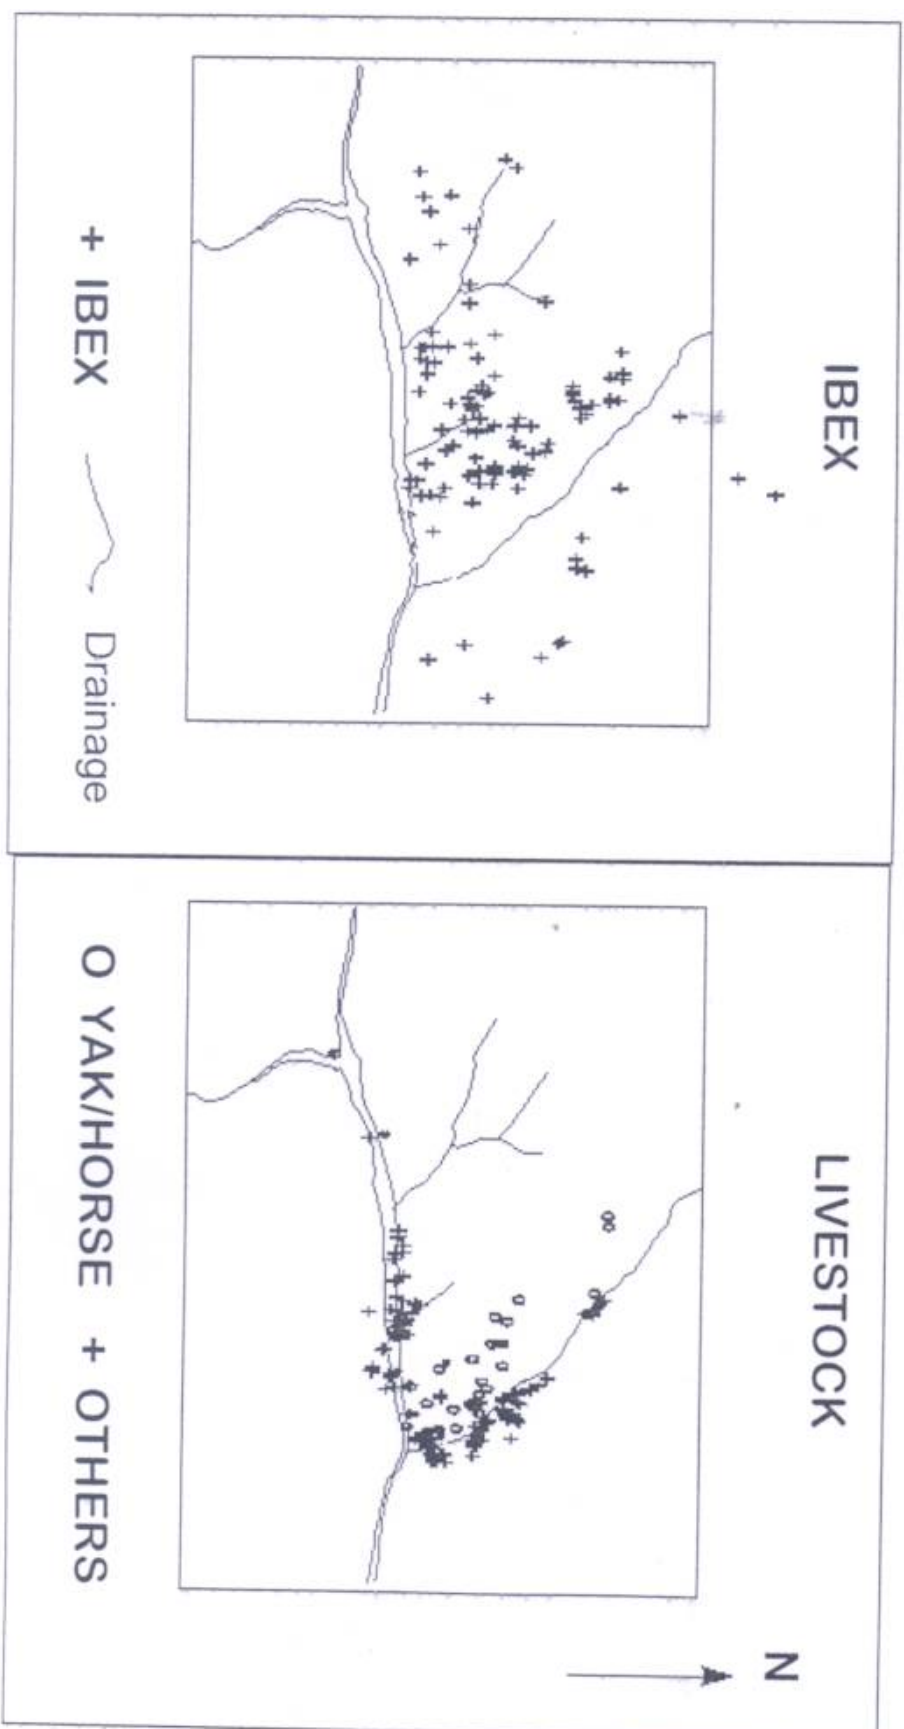 IBEX
+ IBEX Drainage
LIVESTOCK
N
O YAK/HORSE + OTHERS